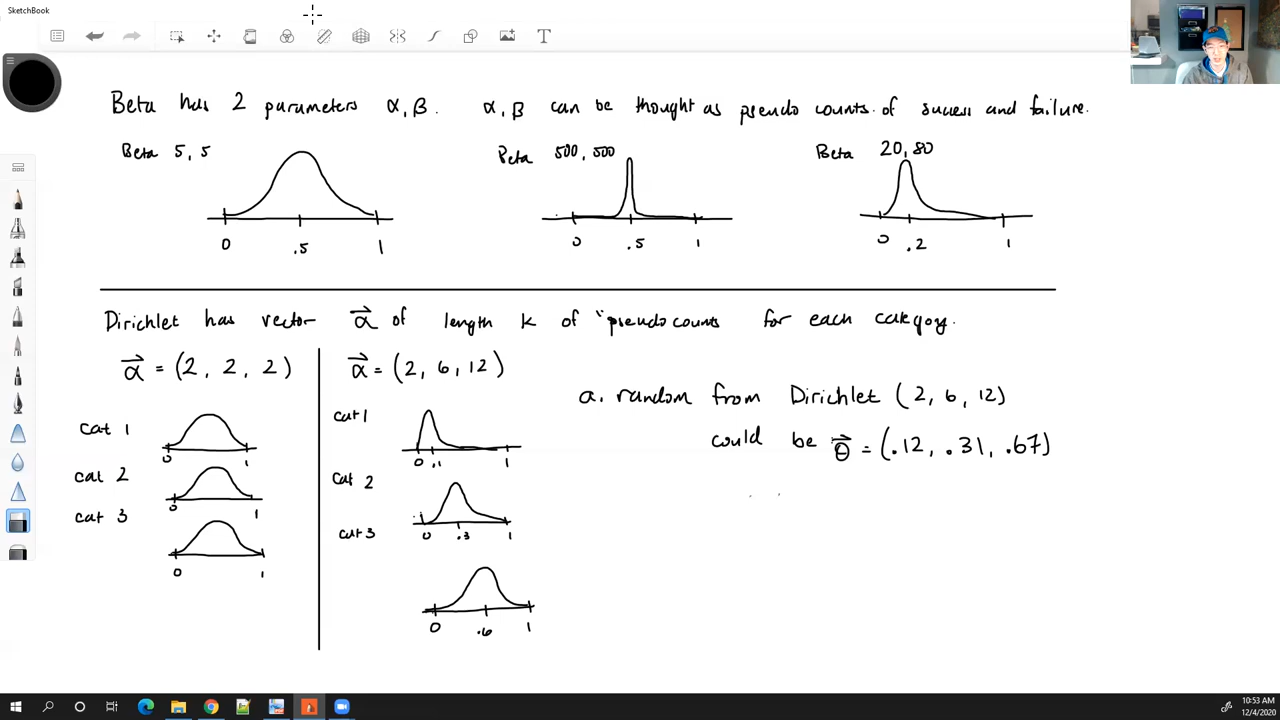 SketchBook
Beta has 2 parameters α, β. α, β can be thought as pseudo counts. of success and failure.
Beta 5, 5
0 .5 1
Beta 500, 500
0 .5 1
Beta 20, 80
0 .2 1
Dirichlet has vector α⃗ of length k of "pseudocounts for each category.
α⃗ = (2, 2, 2)
cat 1
0 1
cat 2
0 1
cat 3
0 1
α⃗ = (2, 6, 12)
cat 1
0 .1 1
cat 2
0 .3 1
cat 3
0 .6 1
a. random from Dirichlet (2, 6, 12)
could be θ⃗ = (.12, .31, .67)
10:53 AM
12/4/2020